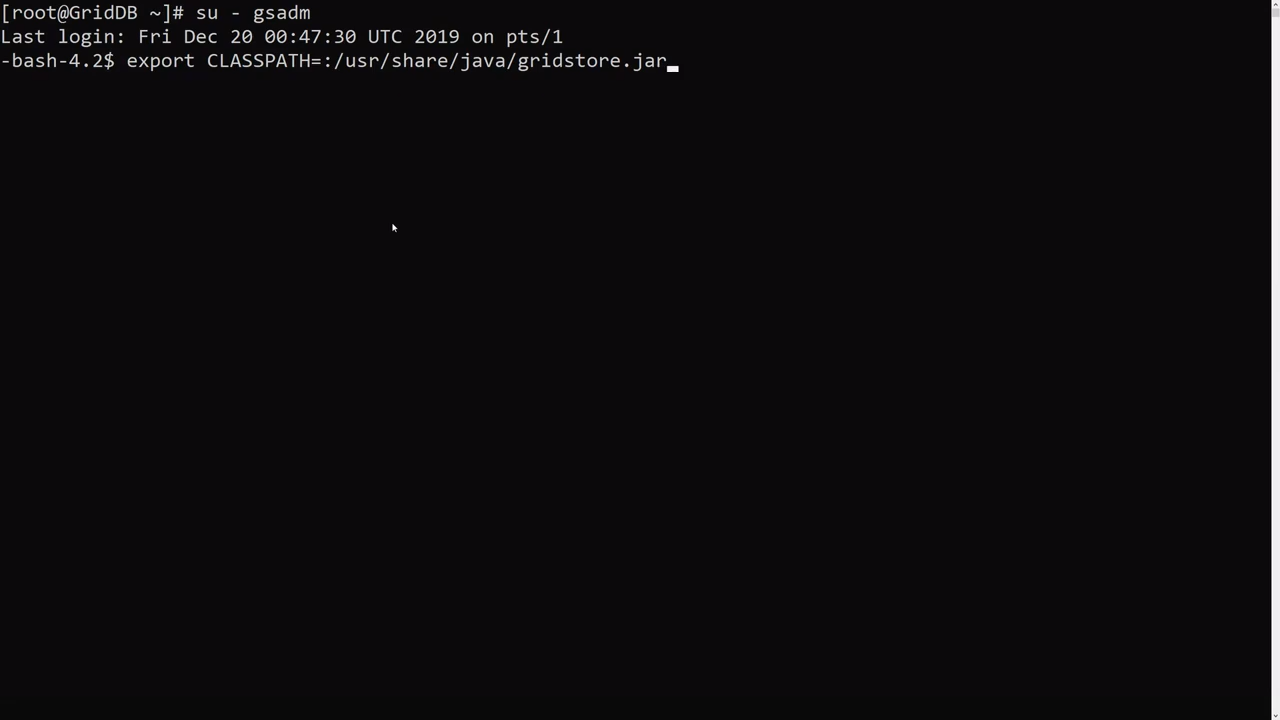 [root@GridDB ~]# su - gsadm
Last login: Fri Dec 20 00:47:30 UTC 2019 on pts/1
-bash-4.2$ export CLASSPATH=:/usr/share/java/gridstore.jar